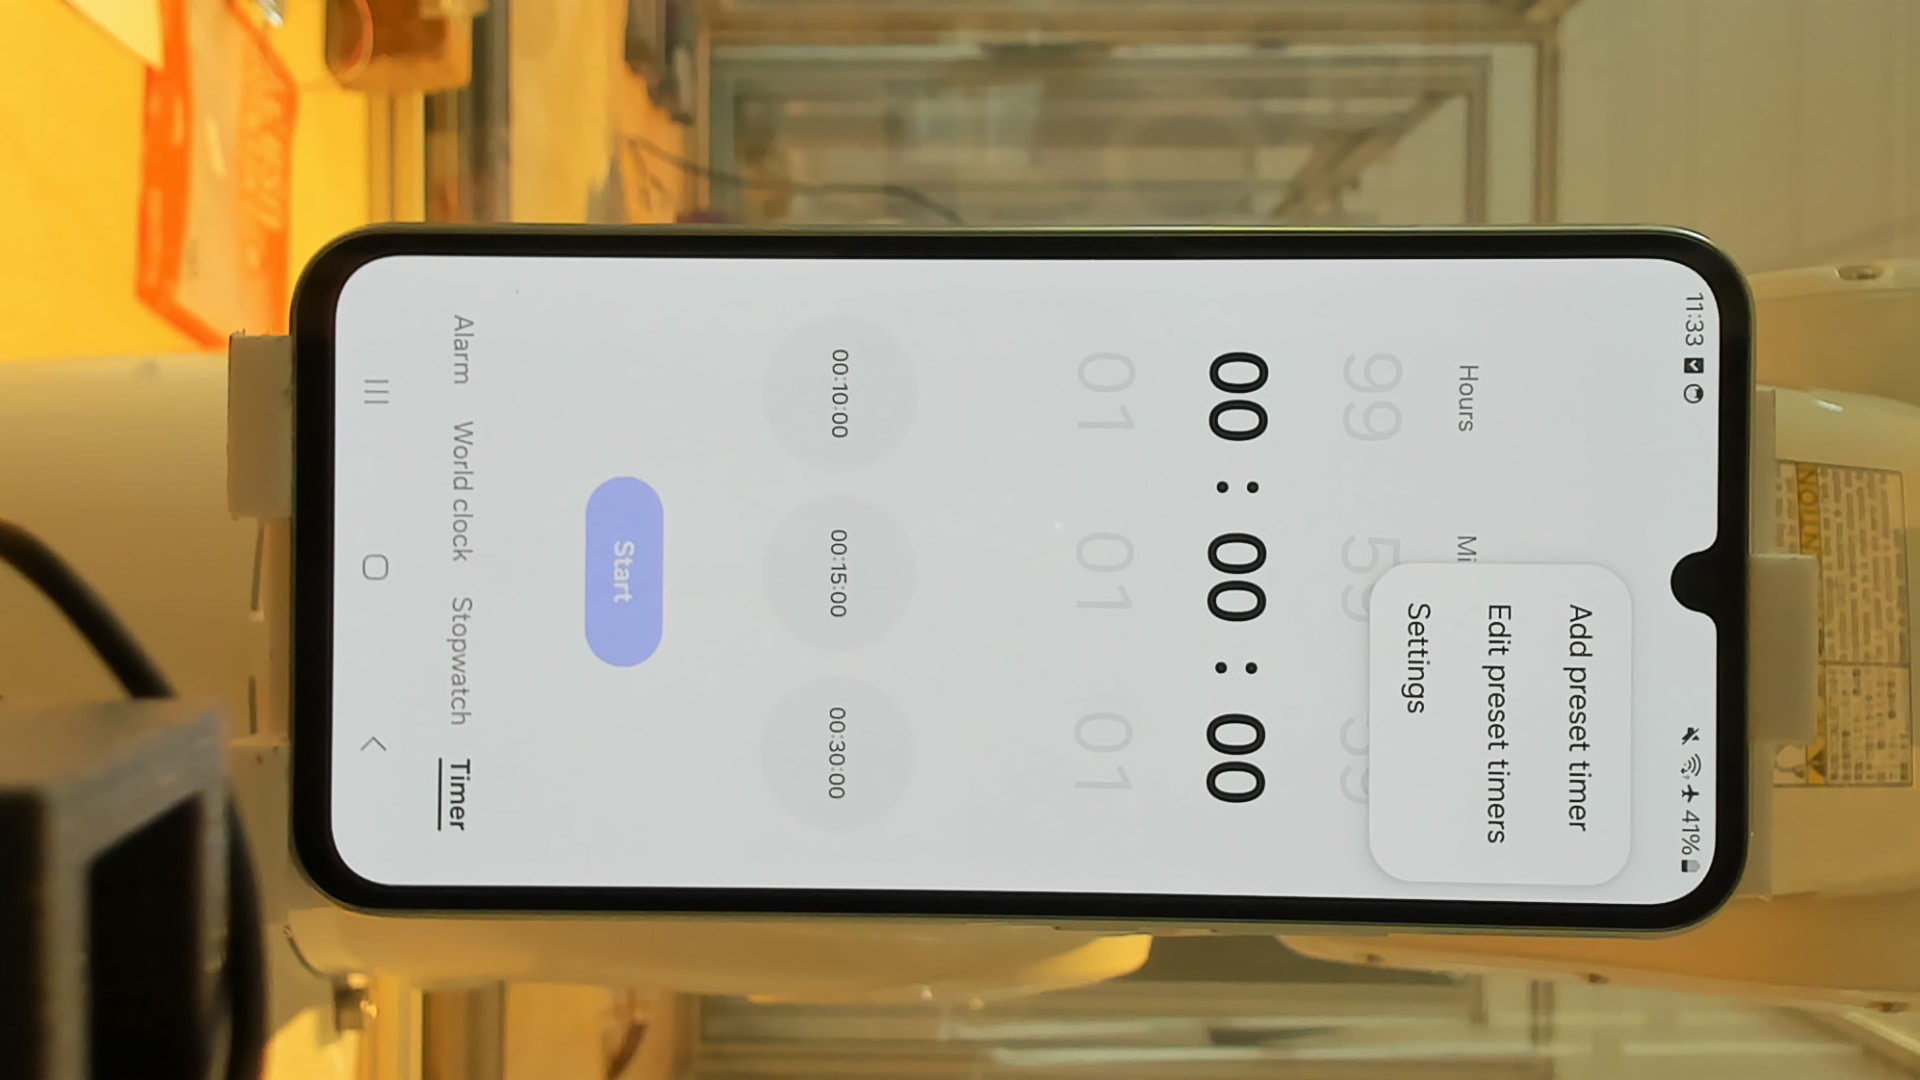 11:33 41%
Add preset timer
Edit preset timers
Settings
Hours Mi
99 59 59
00 : 00 : 00
01 01 01
00:10:00 00:15:00 00:30:00
Start
Alarm World clock Stopwatch Timer